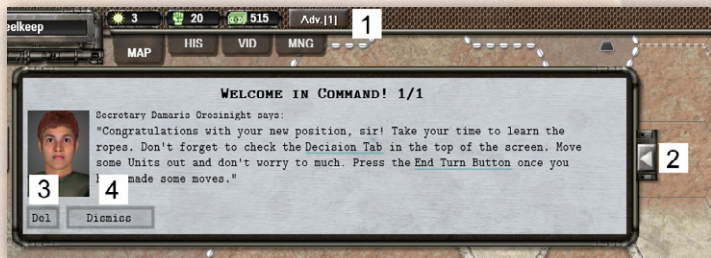 eelkeep
3 20 515 Adv.[1] 1
MAP HIS VID MNG
WELCOME IN COMMAND! 1/1
Secretary Damaris Orosinight says:
"Congratulations with your new position, sir! Take your time to learn the
ropes. Don't forget to check the Decision Tab in the top of the screen. Move
some Units out and don't worry to much. Press the End Turn Button once you
made some moves."
2
3 4
Del Dismiss